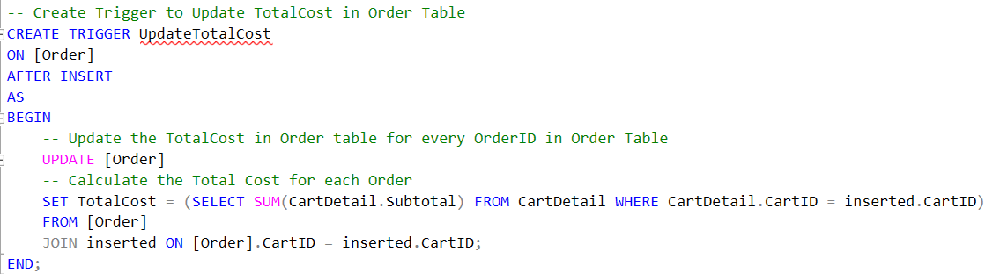 -- Create Trigger to Update TotalCost in Order Table
CREATE TRIGGER UpdateTotalCost
ON [Order]
AFTER INSERT
AS
BEGIN
    -- Update the TotalCost in Order table for every OrderID in Order Table
    UPDATE [Order]
    -- Calculate the Total Cost for each Order
    SET TotalCost = (SELECT SUM(CartDetail.Subtotal) FROM CartDetail WHERE CartDetail.CartID = inserted.CartID)
    FROM [Order]
    JOIN inserted ON [Order].CartID = inserted.CartID;
END;